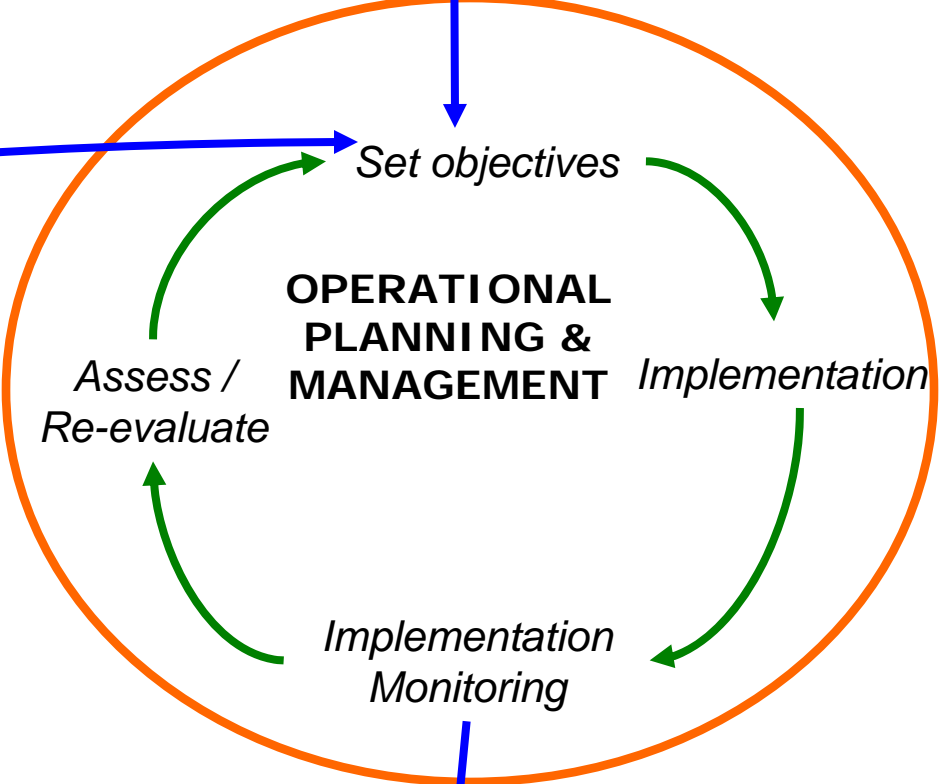 Set objectives
OPERATIONAL
PLANNING &
MANAGEMENT
Implementation
Assess /
Re-evaluate
Implementation
Monitoring